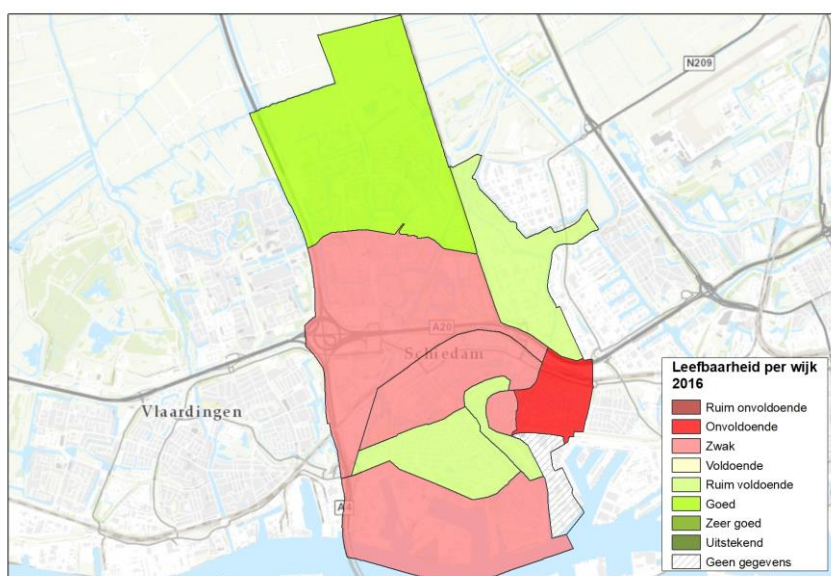 N209
A20
Schiedam
Vlaardingen
A4
Leefbaarheid per wijk
2016
Ruim onvoldoende
Onvoldoende
Zwak
Voldoende
Ruim voldoende
Goed
Zeer goed
Uitstekend
Geen gegevens